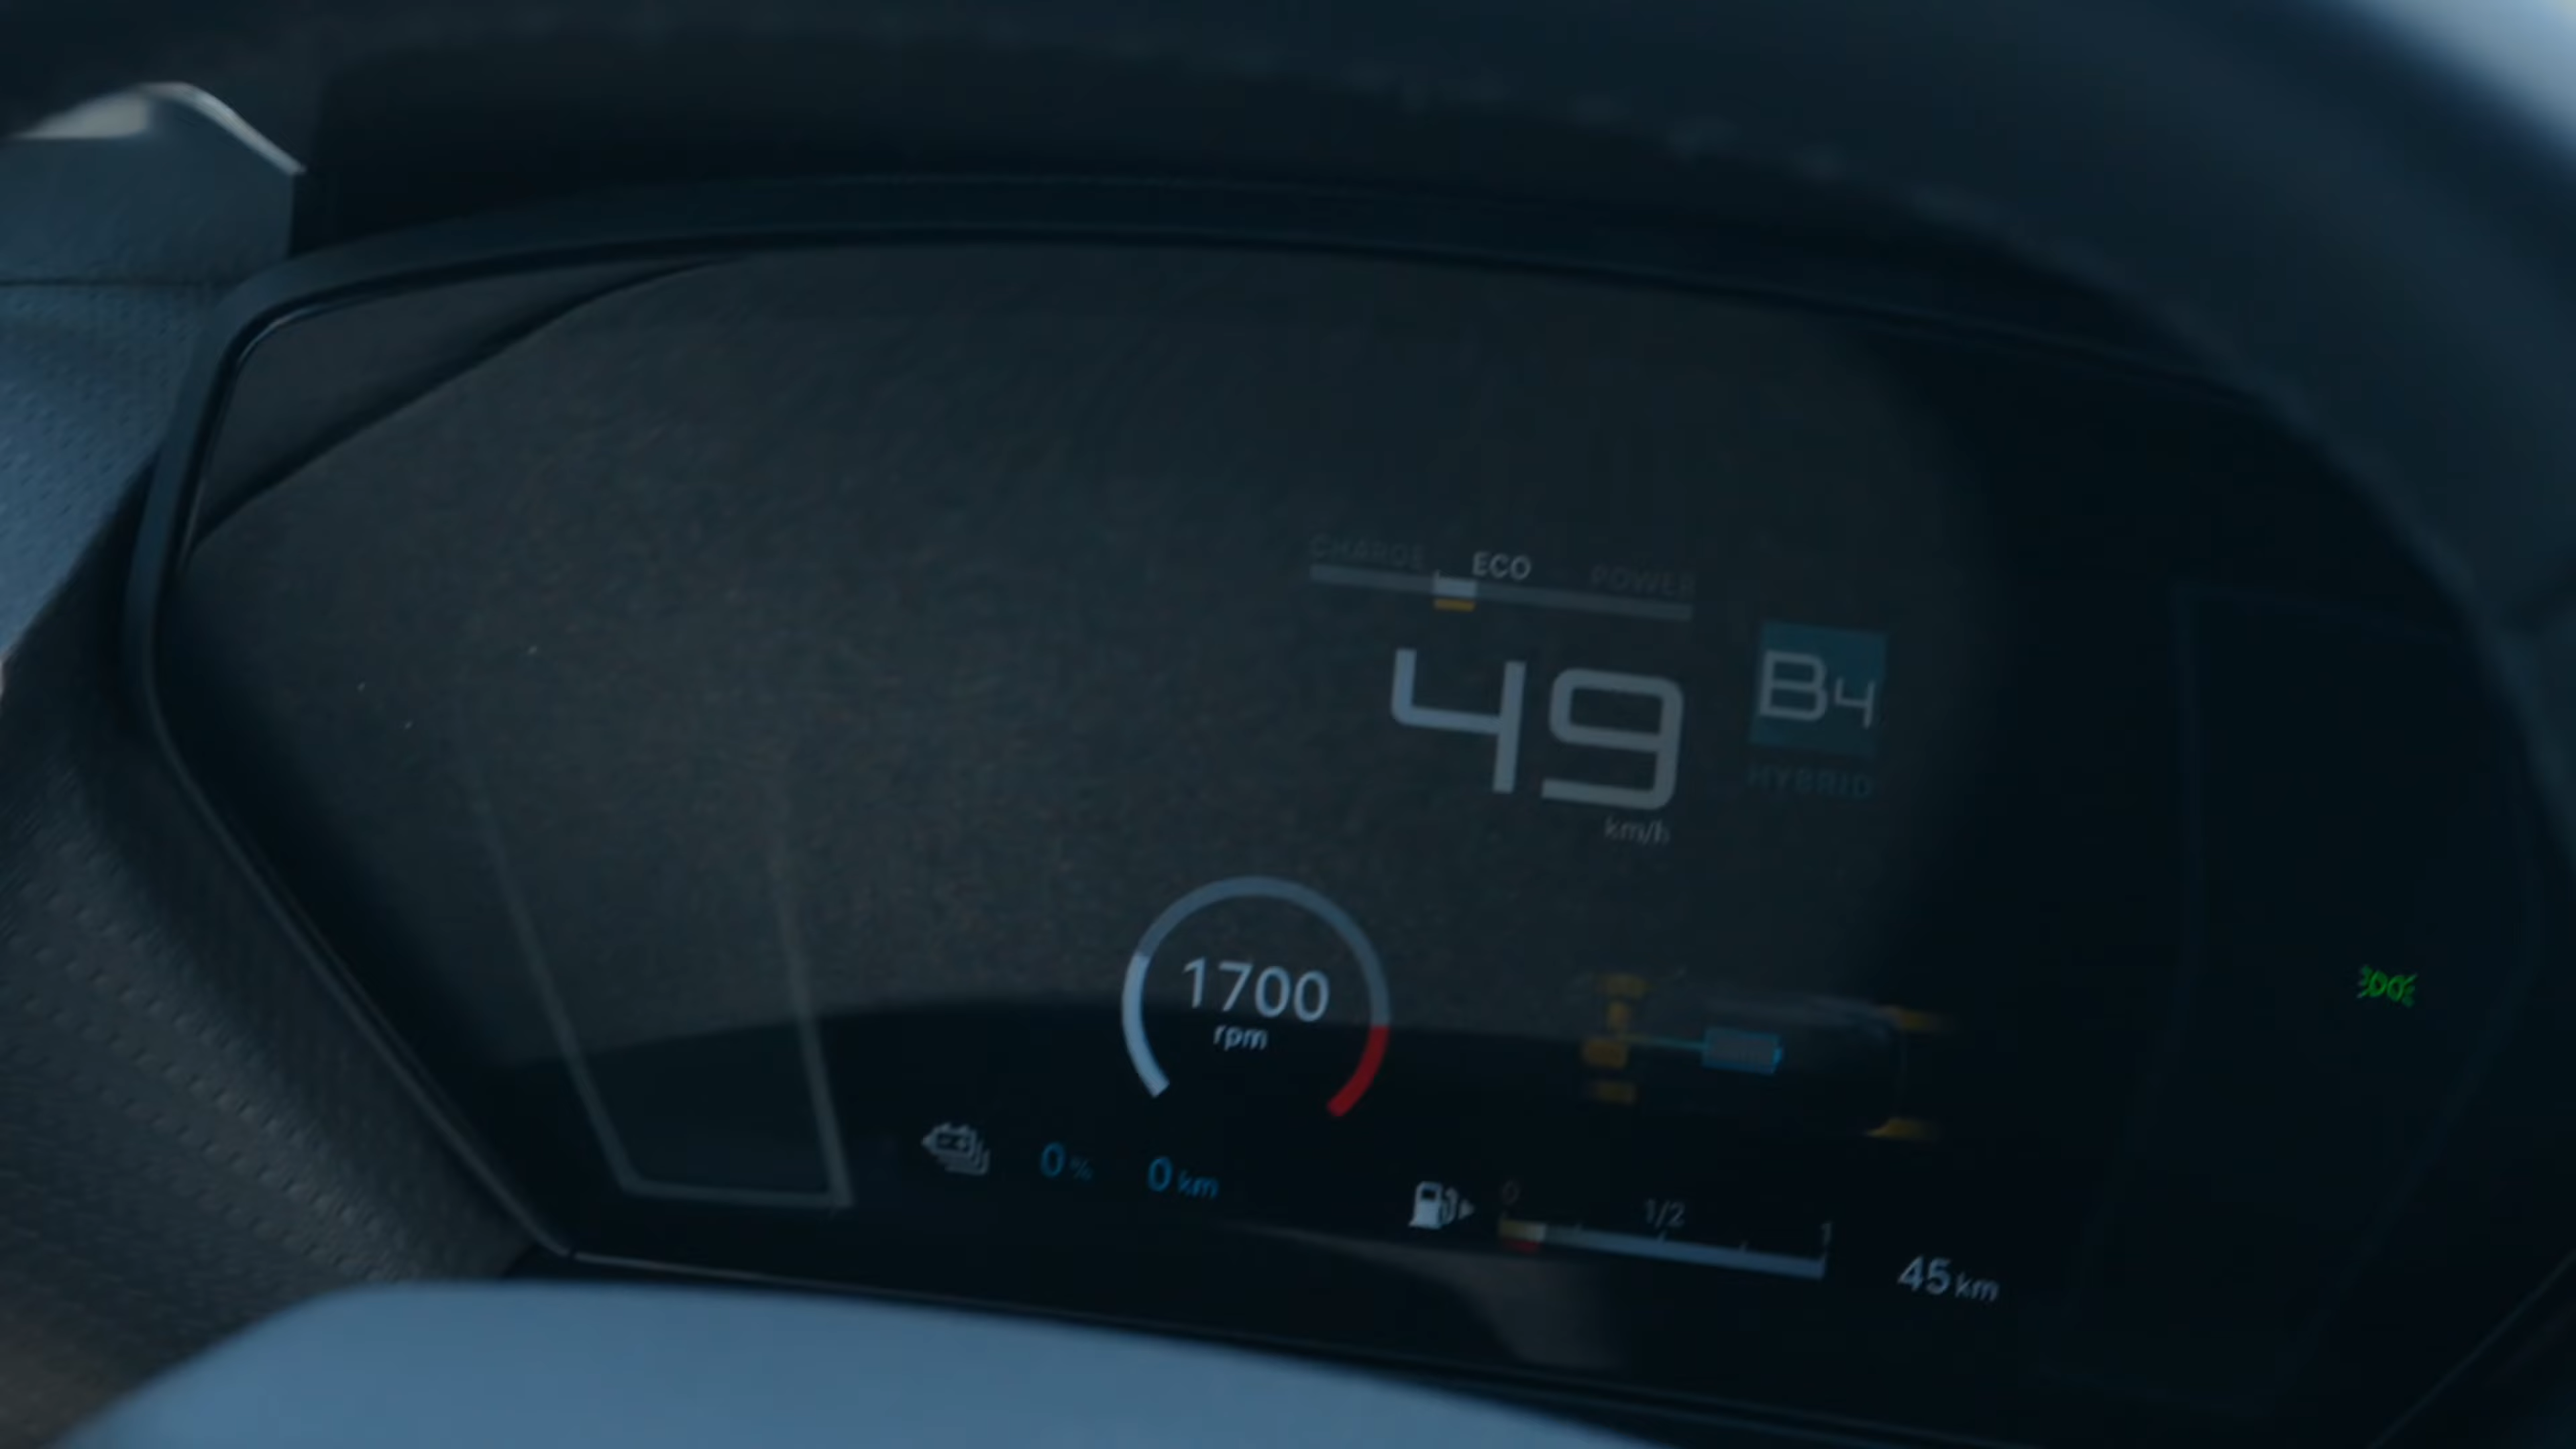 CHARGE ECO POWER
49
km/h
B4
HYBRID
1700
rpm
0 % 0 km
0 1/2 1
45 km